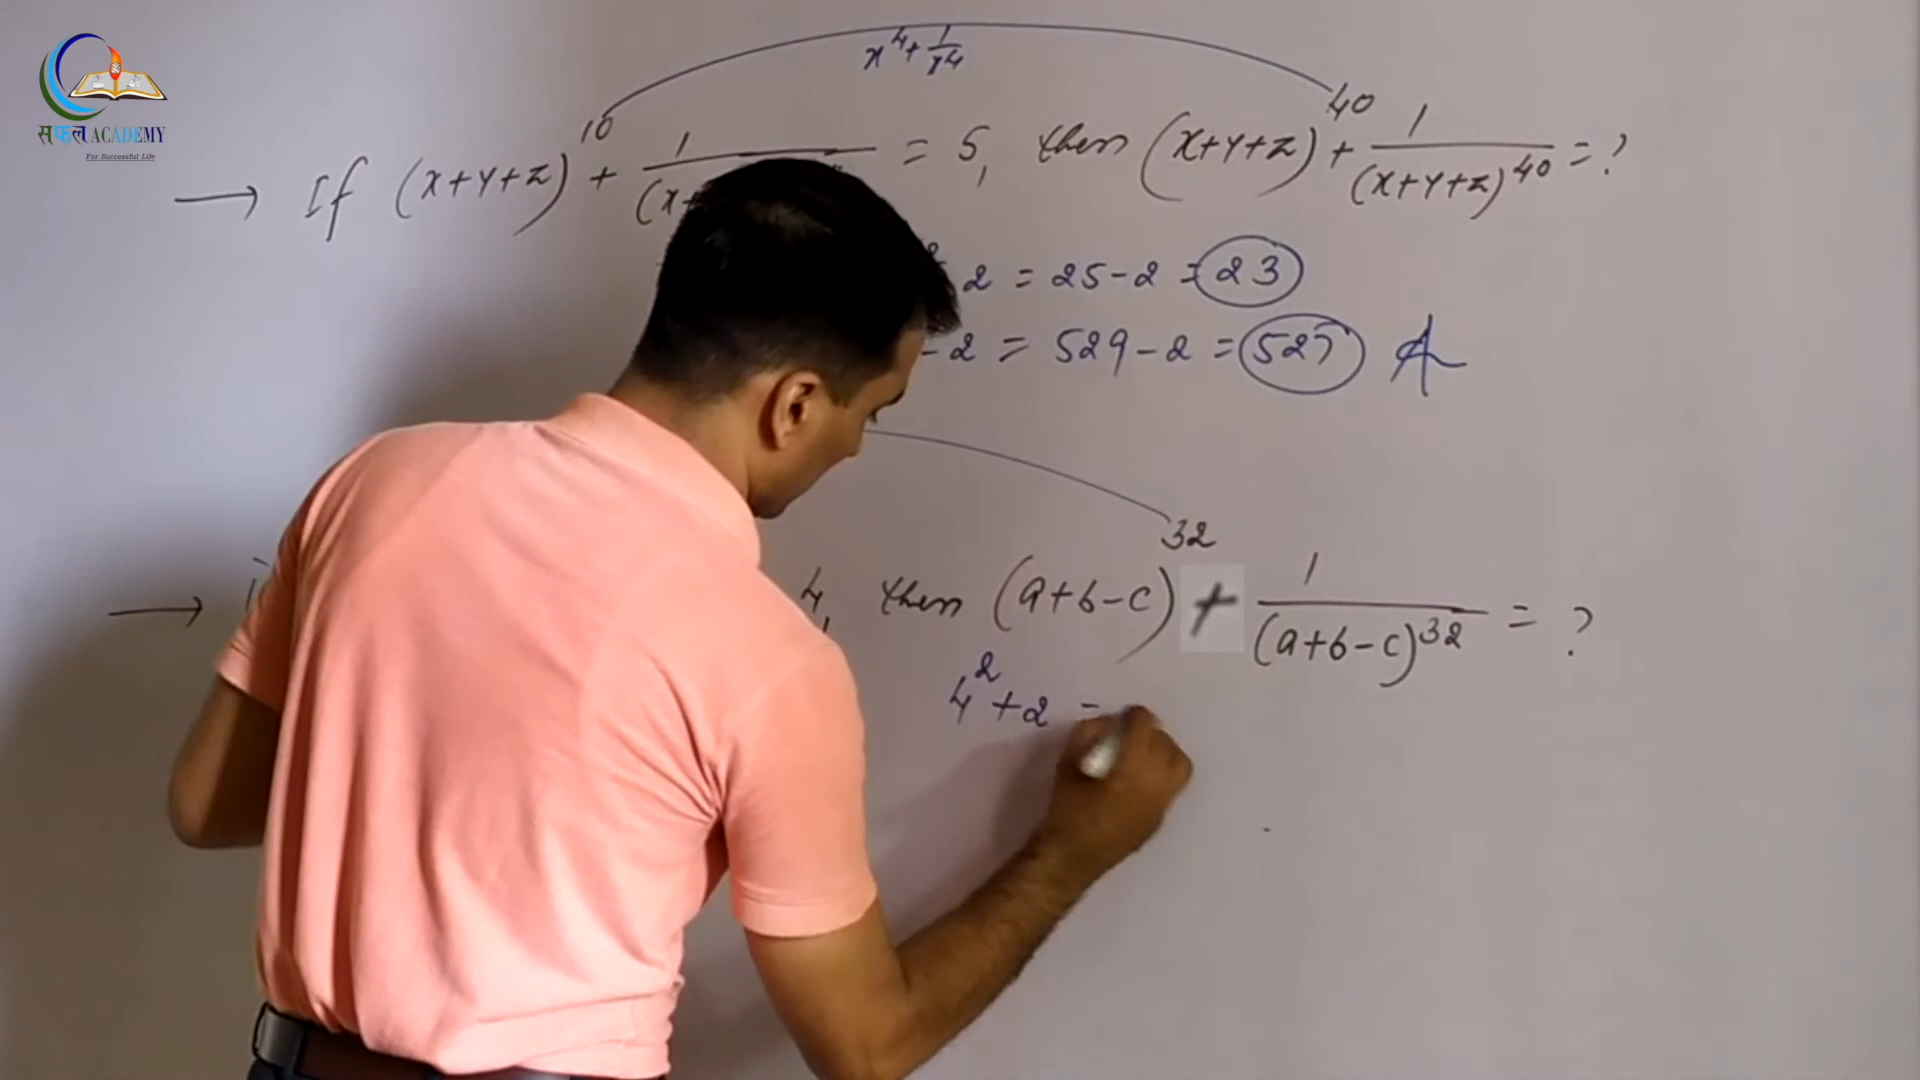 x⁴ + 1/x⁴
सफल ACADEMY
For Successful Life
→ If (x+y+z)¹⁰ + 1/(x+ = 5, then (x+y+z)⁴⁰ + 1/(x+y+z)⁴⁰ = ?
2 = 25 - 2 = 23
- 2 = 529 - 2 = 527 A
→ i 4, then (a+b-c)³² + 1/(a+b-c)³² = ?
4² + 2 =